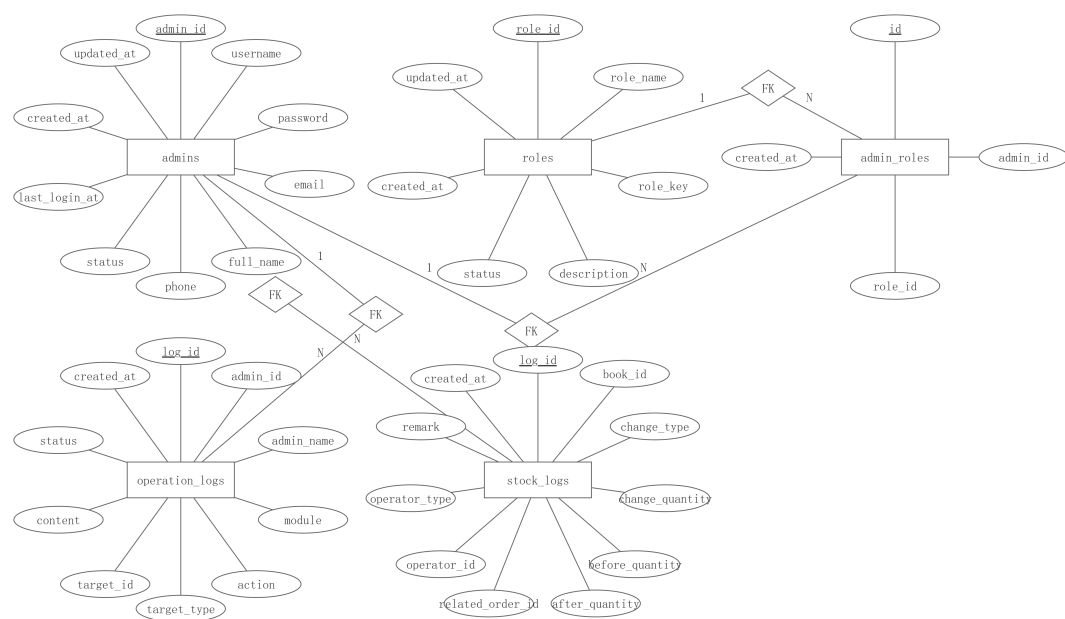 admin_id
updated_at
username
created_at
password
admins
last_login_at
email
status
full_name
phone
role_id
updated_at
role_name
roles
created_at
role_key
status
description
id
created_at
admin_roles
admin_id
role_id
1
FK
N
1
FK
N
1
FK
N
FK
N
log_id
created_at
admin_id
status
admin_name
operation_logs
content
module
target_id
action
target_type
log_id
created_at
book_id
remark
change_type
stock_logs
operator_type
change_quantity
operator_id
before_quantity
related_order_id
after_quantity